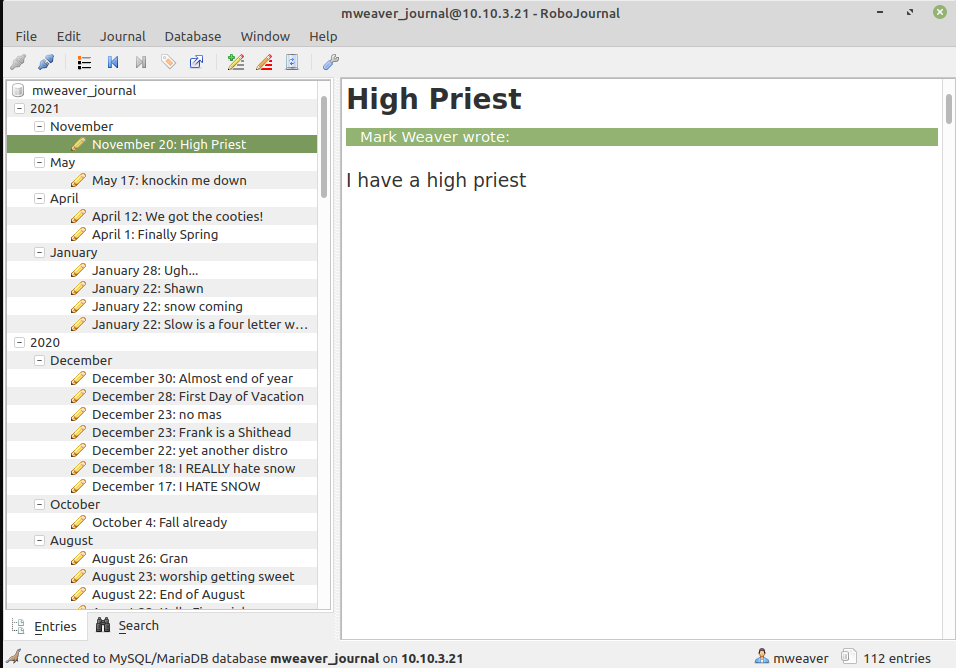 mweaver_journal@10.10.3.21 - RoboJournal
File Edit Journal Database Window Help
mweaver_journal
2021
November
November 20: High Priest
May
May 17: knockin me down
April
April 12: We got the cooties!
April 1: Finally Spring
January
January 28: Ugh...
January 22: Shawn
January 22: snow coming
January 22: Slow is a four letter w...
2020
December
December 30: Almost end of year
December 28: First Day of Vacation
December 23: no mas
December 23: Frank is a Shithead
December 22: yet another distro
December 18: I REALLY hate snow
December 17: I HATE SNOW
October
October 4: Fall already
August
August 26: Gran
August 23: worship getting sweet
August 22: End of August
Entries Search
High Priest
Mark Weaver wrote:
I have a high priest
Connected to MySQL/MariaDB database mweaver_journal on 10.10.3.21
mweaver 112 entries